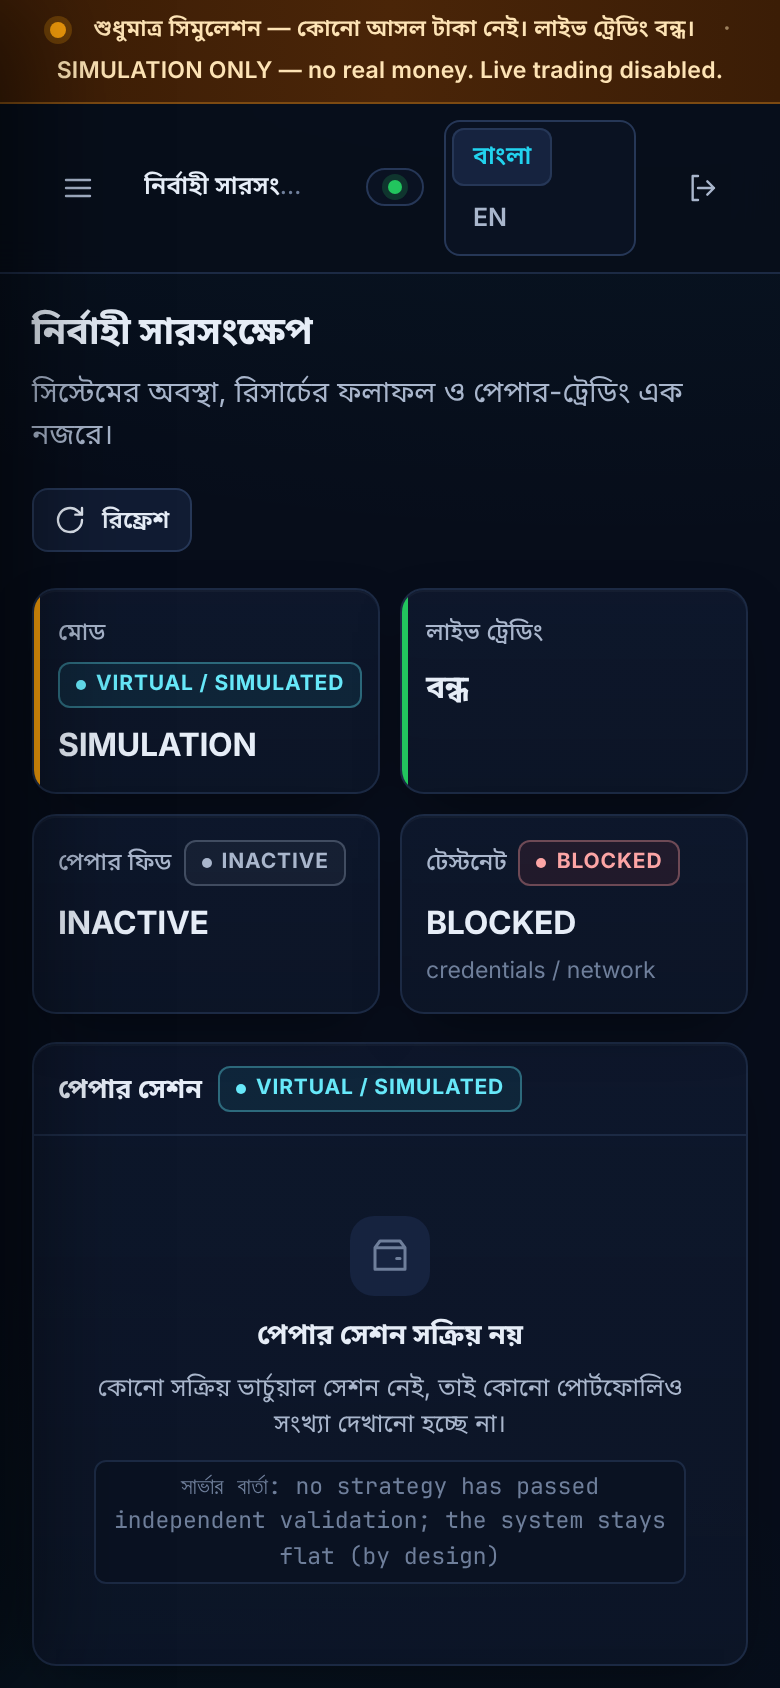 শুধুমাত্র সিমুলেশন — কোনো আসল টাকা নেই। লাইভ ট্রেডিং বন্ধ। ·
SIMULATION ONLY — no real money. Live trading disabled.
নির্বাহী সারসং...
বাংলা
EN
নির্বাহী সারসংক্ষেপ
সিস্টেমের অবস্থা, রিসার্চের ফলাফল ও পেপার-ট্রেডিং এক
নজরে।
রিফ্রেশ
মোড
VIRTUAL / SIMULATED
SIMULATION
লাইভ ট্রেডিং
বন্ধ
পেপার ফিড INACTIVE
INACTIVE
টেস্টনেট BLOCKED
BLOCKED
credentials / network
পেপার সেশন VIRTUAL / SIMULATED
পেপার সেশন সক্রিয় নয়
কোনো সক্রিয় ভার্চুয়াল সেশন নেই, তাই কোনো পোর্টফোলিও
সংখ্যা দেখানো হচ্ছে না।
সার্ভার বার্তা: no strategy has passed
independent validation; the system stays
flat (by design)